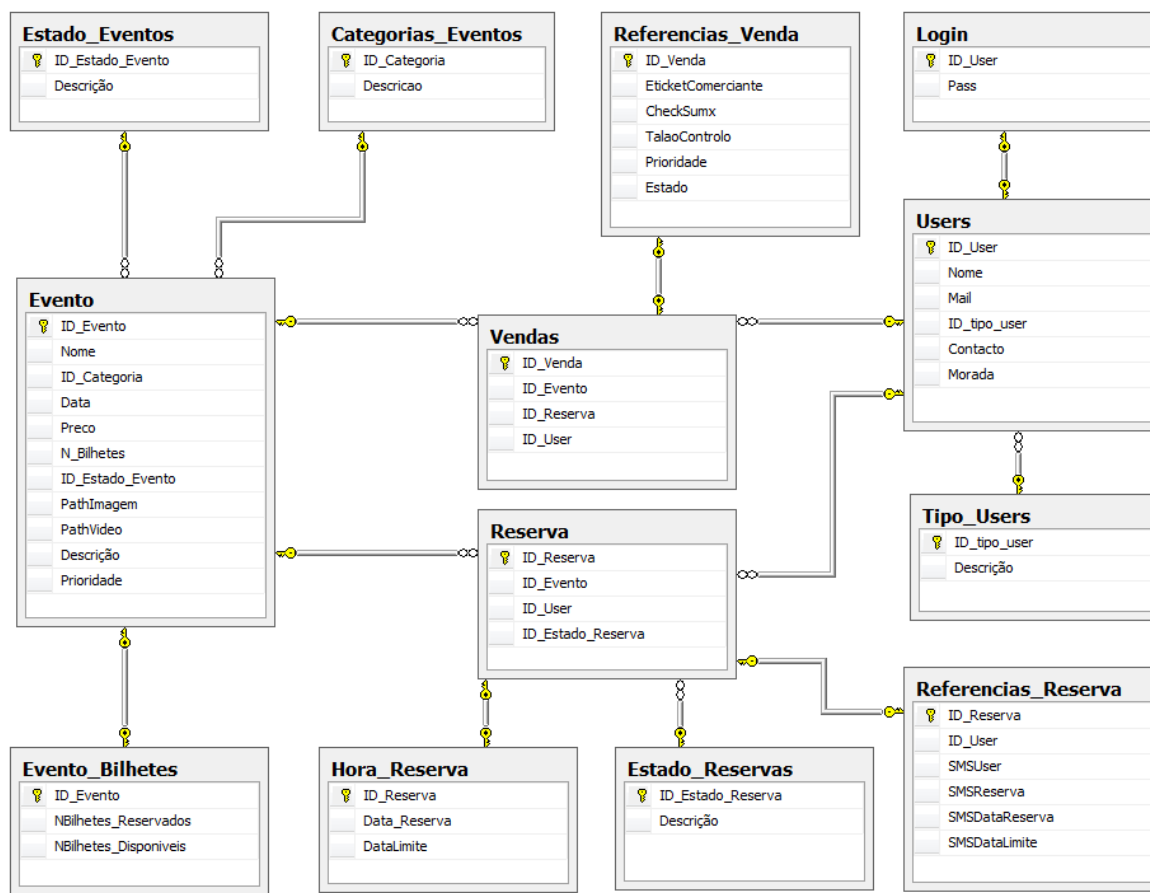 Estado_Eventos
ID_Estado_Evento
Descrição
Categorias_Eventos
ID_Categoria
Descricao
Referencias_Venda
ID_Venda
EticketComerciante
CheckSumx
TalaoControlo
Prioridade
Estado
Login
ID_User
Pass
Users
ID_User
Nome
Mail
ID_tipo_user
Contacto
Morada
Evento
ID_Evento
Nome
ID_Categoria
Data
Preco
N_Bilhetes
ID_Estado_Evento
PathImagem
PathVideo
Descrição
Prioridade
Vendas
ID_Venda
ID_Evento
ID_Reserva
ID_User
Reserva
ID_Reserva
ID_Evento
ID_User
ID_Estado_Reserva
Tipo_Users
ID_tipo_user
Descrição
Evento_Bilhetes
ID_Evento
NBilhetes_Reservados
NBilhetes_Disponiveis
Hora_Reserva
ID_Reserva
Data_Reserva
DataLimite
Estado_Reservas
ID_Estado_Reserva
Descrição
Referencias_Reserva
ID_Reserva
ID_User
SMSUser
SMSReserva
SMSDataReserva
SMSDataLimite